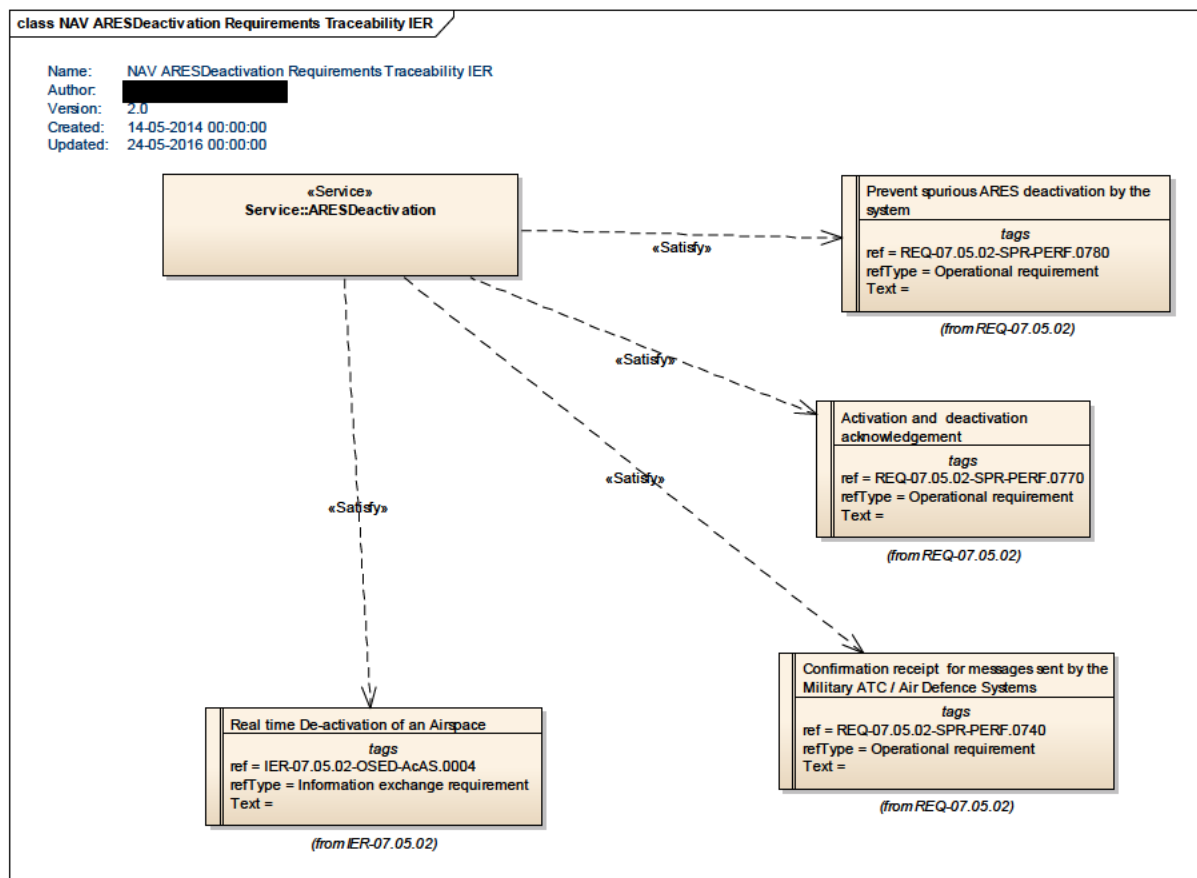 class NAV ARESDeactivation Requirements Traceability IER
Name: NAV ARESDeactivation Requirements Traceability IER
Author:
Version: 2.0
Created: 14-05-2014 00:00:00
Updated: 24-05-2016 00:00:00
«Service»
Service::ARESDeactivation
Prevent spurious ARES deactivation by the
system
tags
ref = REQ-07.05.02-SPR-PERF.0780
refType = Operational requirement
Text =
(from REQ-07.05.02)
«Satisfy»
«Satisfy»
Activation and deactivation
acknowledgement
tags
ref = REQ-07.05.02-SPR-PERF.0770
refType = Operational requirement
Text =
(from REQ-07.05.02)
«Satisfy»
«Satisfy»
Confirmation receipt for messages sent by the
Military ATC / Air Defence Systems
tags
ref = REQ-07.05.02-SPR-PERF.0740
refType = Operational requirement
Text =
(from REQ-07.05.02)
Real time De-activation of an Airspace
tags
ref = IER-07.05.02-OSED-AcAS.0004
refType = Information exchange requirement
Text =
(from IER-07.05.02)